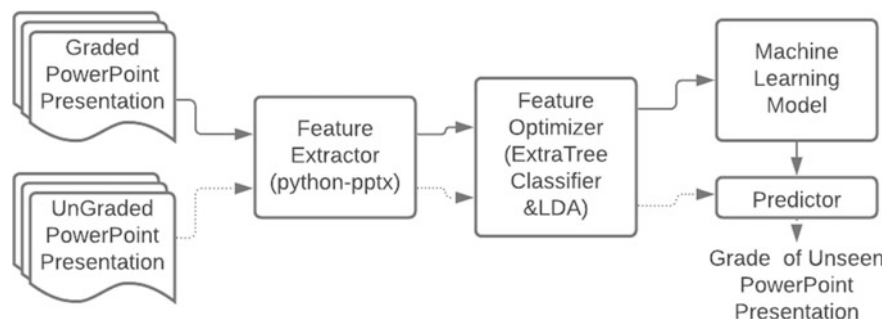 Graded
PowerPoint
Presentation
UnGraded
PowerPoint
Presentation
Feature
Extractor
(python-pptx)
Feature
Optimizer
(ExtraTree
Classifier
&LDA)
Machine
Learning
Model
Predictor
Grade of Unseen
PowerPoint
Presentation